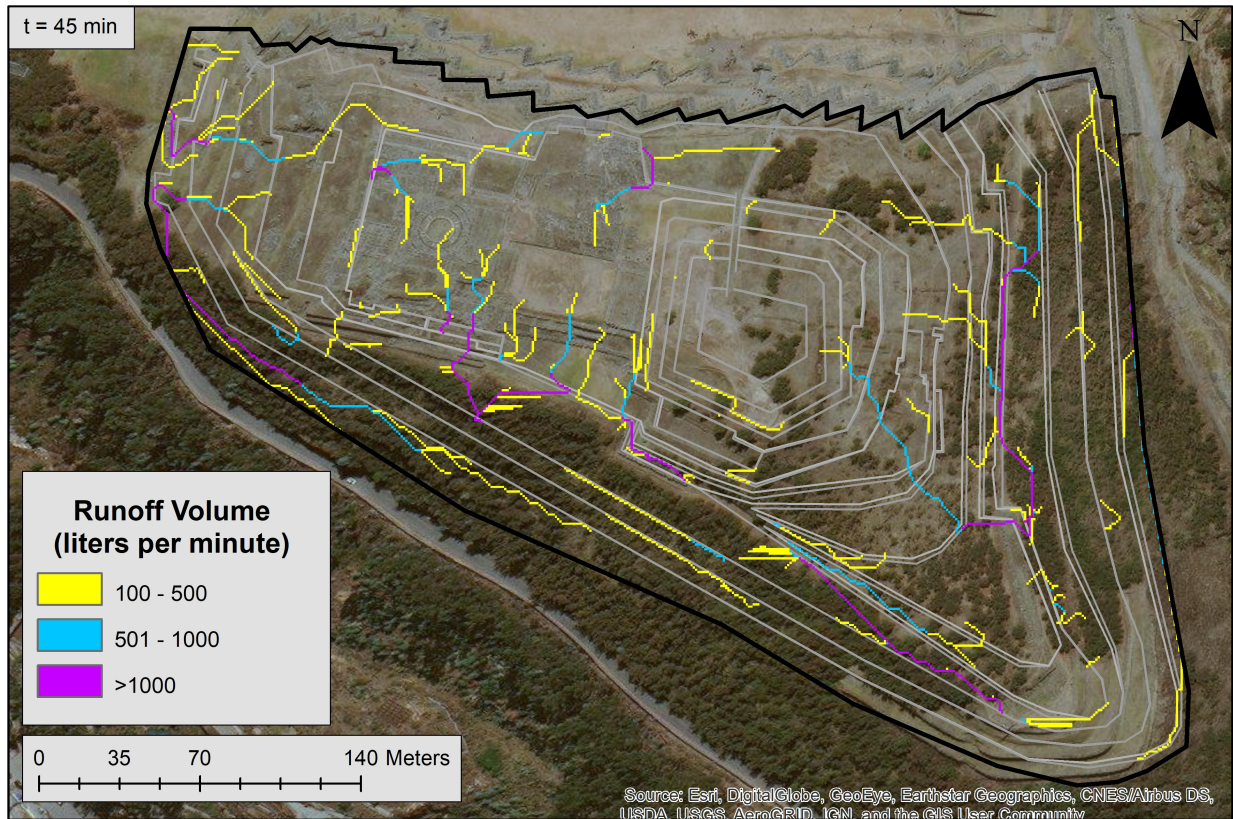 t = 45 min
N
Runoff Volume
(liters per minute)
100 - 500
501 - 1000
>1000
0 35 70 140 Meters
Source: Esri, DigitalGlobe, GeoEye, Earthstar Geographics, CNES/Airbus DS,
USDA, USGS, AeroGRID, IGN, and the GIS User Community